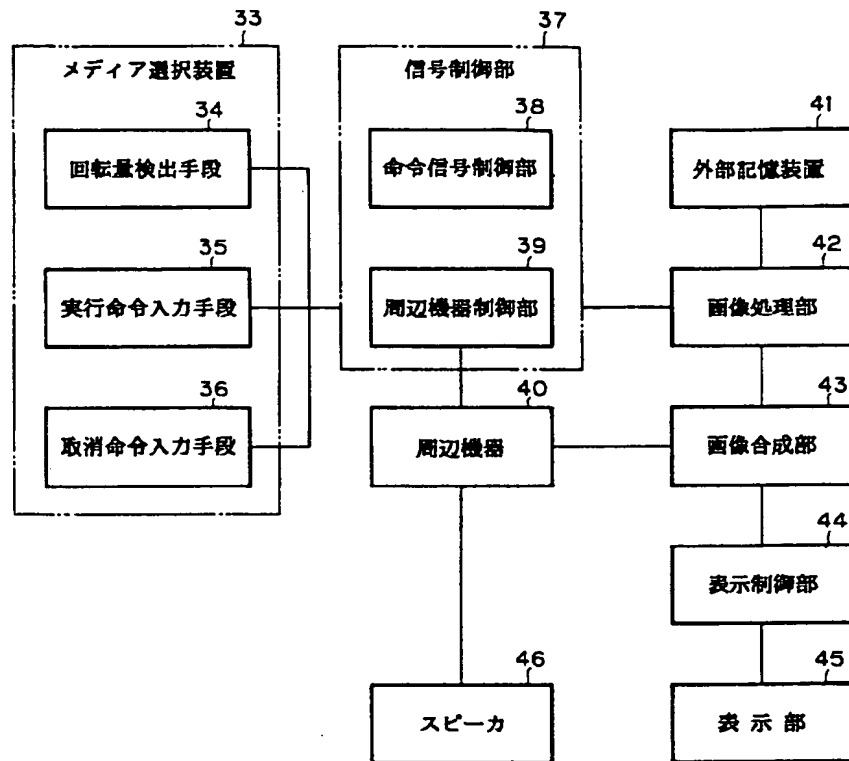 33
メディア選択装置
34
回転量検出手段
35
実行命令入力手段
36
取消命令入力手段
37
信号制御部
38
命令信号制御部
39
周辺機器制御部
40
周辺機器
41
外部記憶装置
42
画像処理部
43
画像合成部
44
表示制御部
45
表示部
46
スピーカ